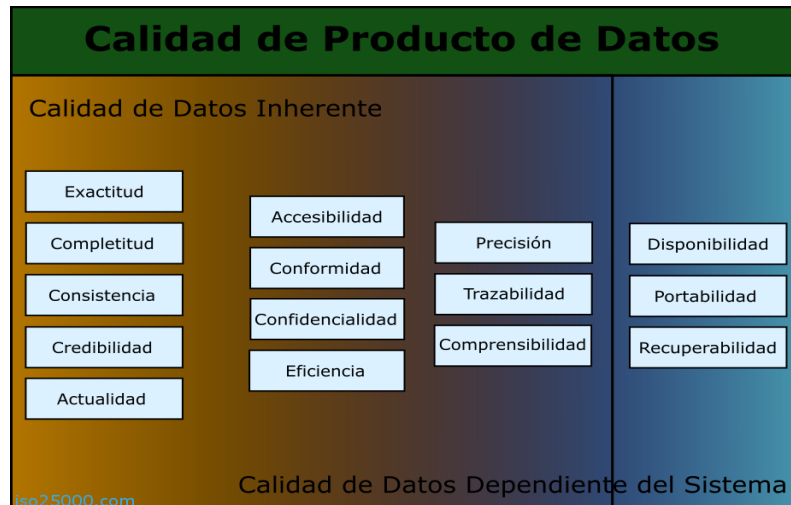 Calidad de Producto de Datos
Calidad de Datos Inherente
Exactitud
Completitud
Consistencia
Credibilidad
Actualidad
Accesibilidad
Conformidad
Confidencialidad
Eficiencia
Precisión
Trazabilidad
Comprensibilidad
Disponibilidad
Portabilidad
Recuperabilidad
Calidad de Datos Dependiente del Sistema
iso25000.com